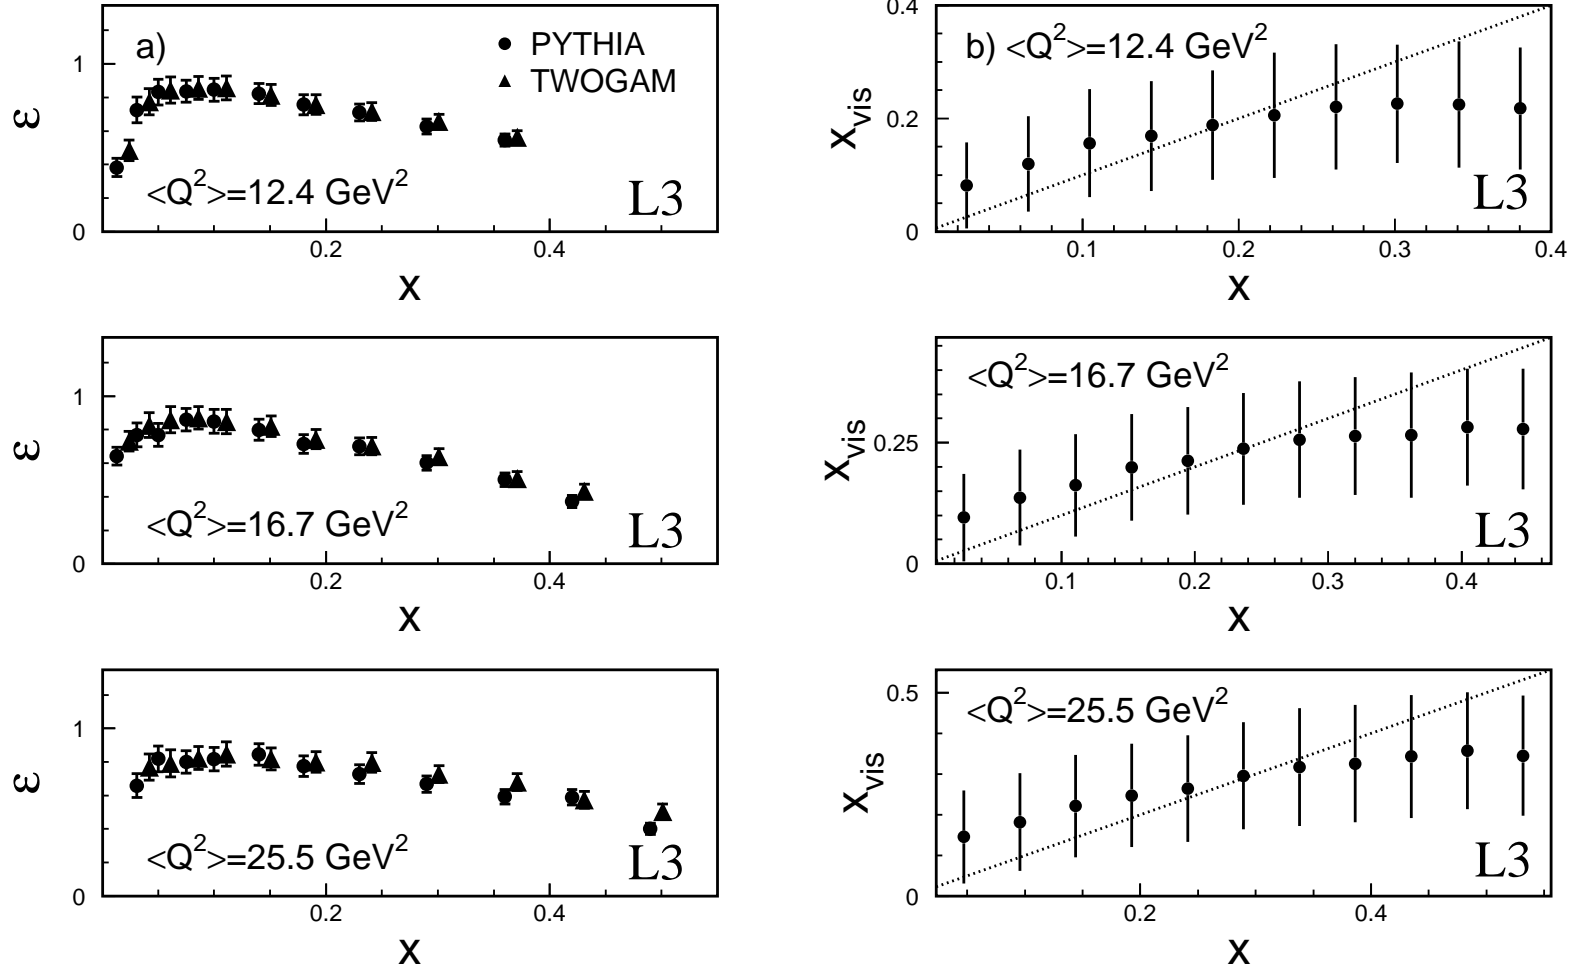 a)
● PYTHIA
▲ TWOGAM
1
ε
<Q²>=12.4 GeV²
L3
0
0.2 0.4
x
b) <Q²>=12.4 GeV²
0.4
x_vis
0.2
L3
0
0.1 0.2 0.3 0.4
x
1
ε
<Q²>=16.7 GeV²
L3
0
0.2 0.4
x
<Q²>=16.7 GeV²
x_vis
0.25
L3
0
0.1 0.2 0.3 0.4
x
1
ε
<Q²>=25.5 GeV²
L3
0
0.2 0.4
x
0.5
<Q²>=25.5 GeV²
x_vis
L3
0
0.2 0.4
x